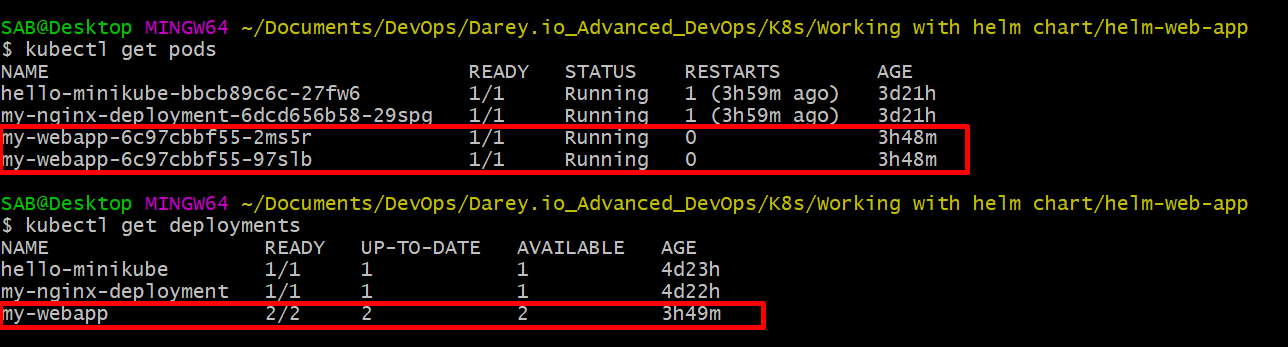 SAB@Desktop MINGW64 ~/Documents/DevOps/Darey.io_Advanced_DevOps/K8s/Working with helm chart/helm-web-app
$ kubectl get pods
NAME READY STATUS RESTARTS AGE
hello-minikube-bbcb89c6c-27fw6 1/1 Running 1 (3h59m ago) 3d21h
my-nginx-deployment-6dcd656b58-29spg 1/1 Running 1 (3h59m ago) 3d21h
my-webapp-6c97cbbf55-2ms5r 1/1 Running 0 3h48m
my-webapp-6c97cbbf55-97slb 1/1 Running 0 3h48m
SAB@Desktop MINGW64 ~/Documents/DevOps/Darey.io_Advanced_DevOps/K8s/Working with helm chart/helm-web-app
$ kubectl get deployments
NAME READY UP-TO-DATE AVAILABLE AGE
hello-minikube 1/1 1 1 4d23h
my-nginx-deployment 1/1 1 1 4d22h
my-webapp 2/2 2 2 3h49m